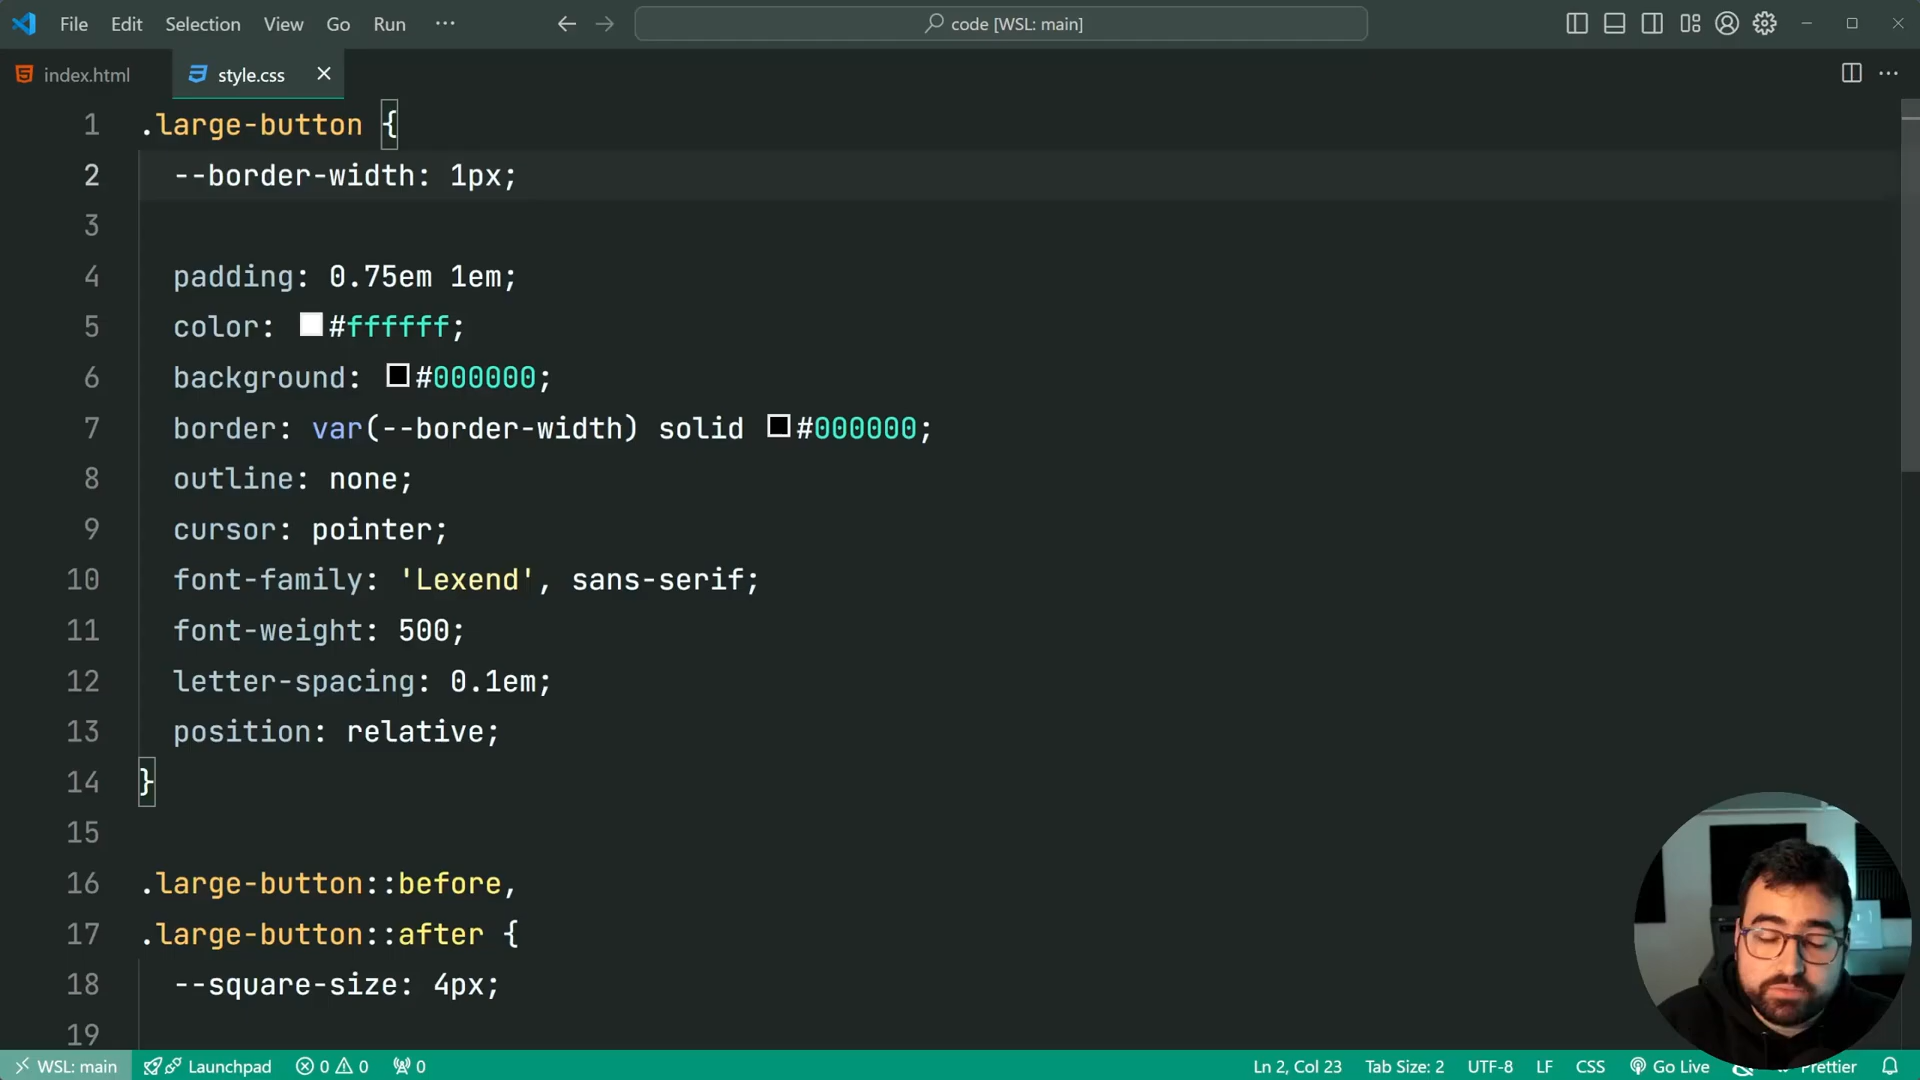 File Edit Selection View Go Run ··· code [WSL: main]
index.html style.css
1 .large-button {
2 --border-width: 1px;
3
4 padding: 0.75em 1em;
5 color: #ffffff;
6 background: #000000;
7 border: var(--border-width) solid #000000;
8 outline: none;
9 cursor: pointer;
10 font-family: 'Lexend', sans-serif;
11 font-weight: 500;
12 letter-spacing: 0.1em;
13 position: relative;
14 }
15
16 .large-button::before,
17 .large-button::after {
18 --square-size: 4px;
19
WSL: main Launchpad 0 0 0 Ln 2, Col 23 Tab Size: 2 UTF-8 LF CSS Go Live Prettier